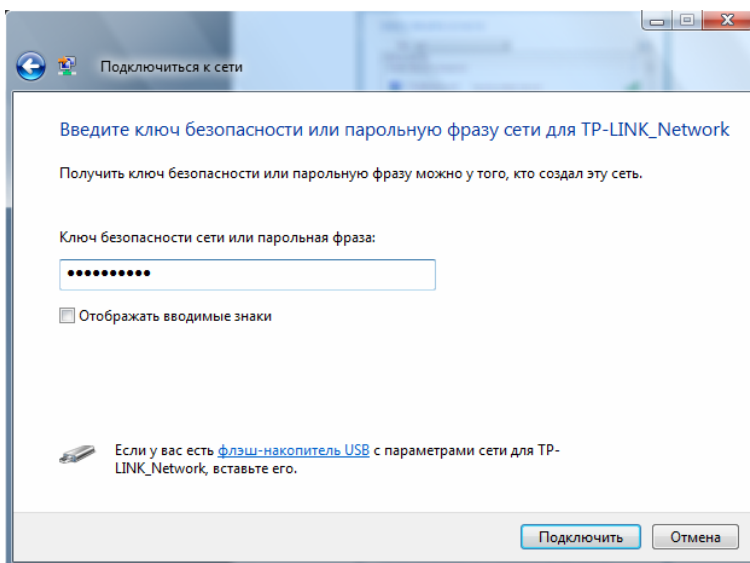 Подключиться к сети
Введите ключ безопасности или парольную фразу сети для TP-LINK_Network
Получить ключ безопасности или парольную фразу можно у того, кто создал эту сеть.
Ключ безопасности сети или парольная фраза:
••••••••••
Отображать вводимые знаки
Если у вас есть флэш-накопитель USB с параметрами сети для TP-
LINK_Network, вставьте его.
Подключить
Отмена